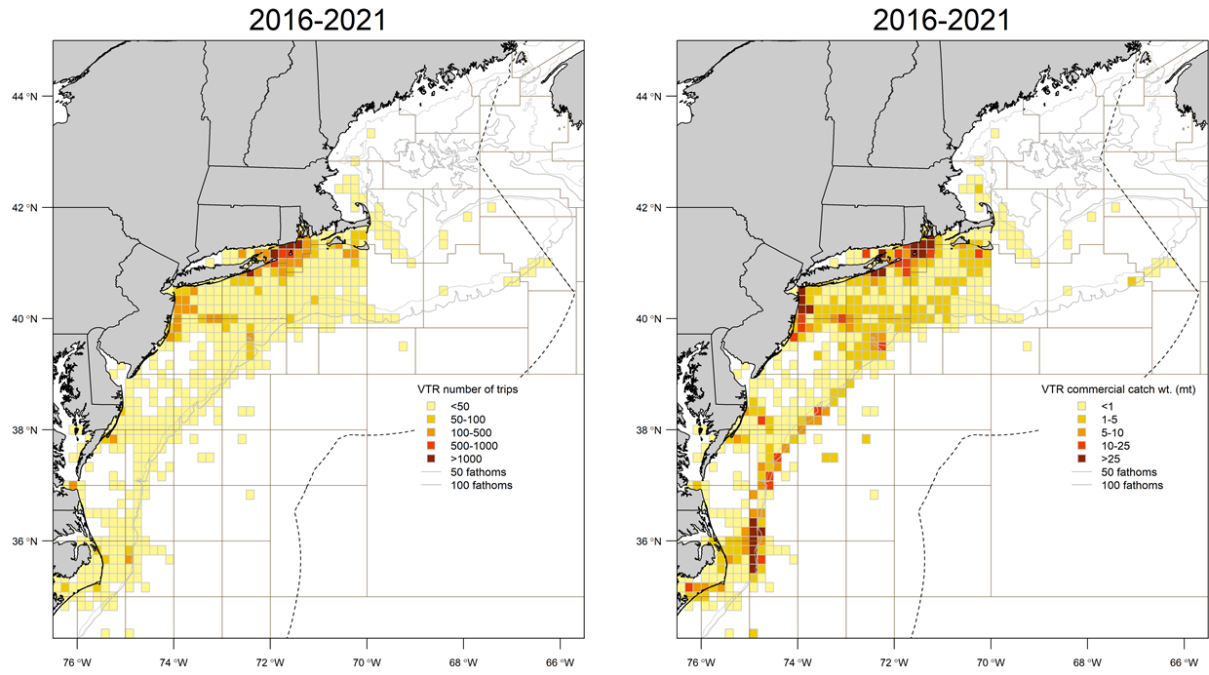 2016-2021
44 °N
42 °N
40 °N
38 °N
36 °N
76 °W
74 °W
72 °W
70 °W
68 °W
66 °W
VTR number of trips
<50
50-100
100-500
500-1000
>1000
50 fathoms
100 fathoms
2016-2021
44 °N
42 °N
40 °N
38 °N
36 °N
76 °W
74 °W
72 °W
70 °W
68 °W
66 °W
VTR commercial catch wt. (mt)
<1
1-5
5-10
10-25
>25
50 fathoms
100 fathoms